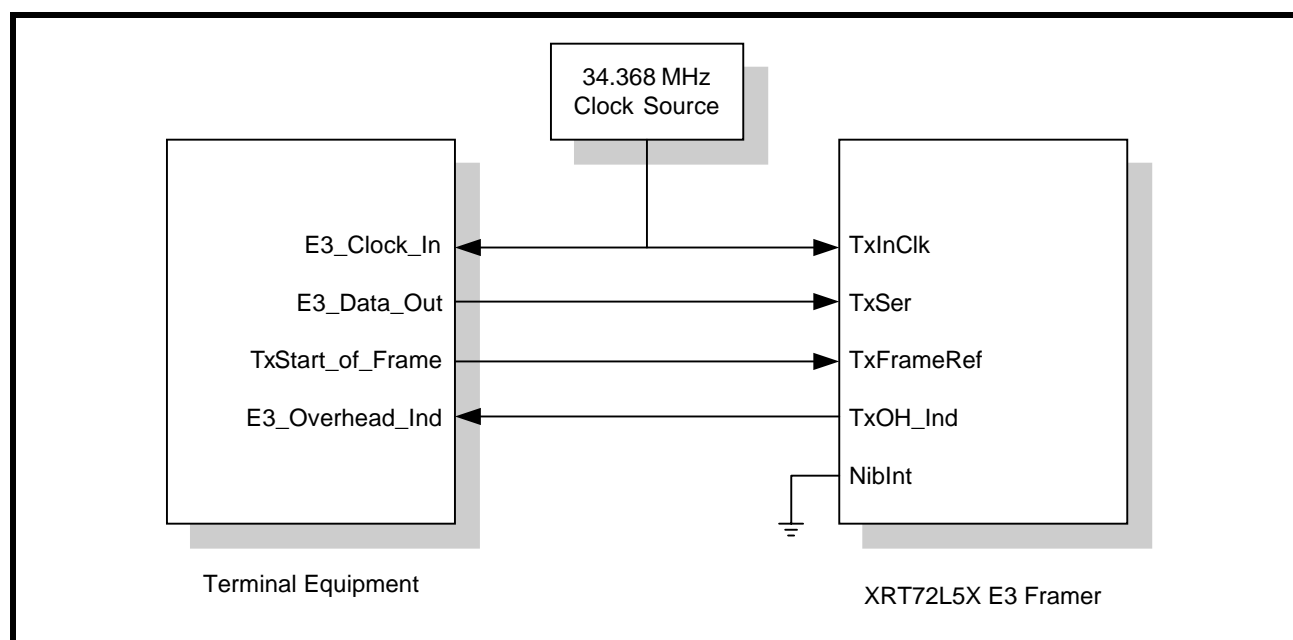 34.368 MHz
Clock Source
E3_Clock_In
E3_Data_Out
TxStart_of_Frame
E3_Overhead_Ind
TxInClk
TxSer
TxFrameRef
TxOH_Ind
NibInt
Terminal Equipment
XRT72L5X E3 Framer